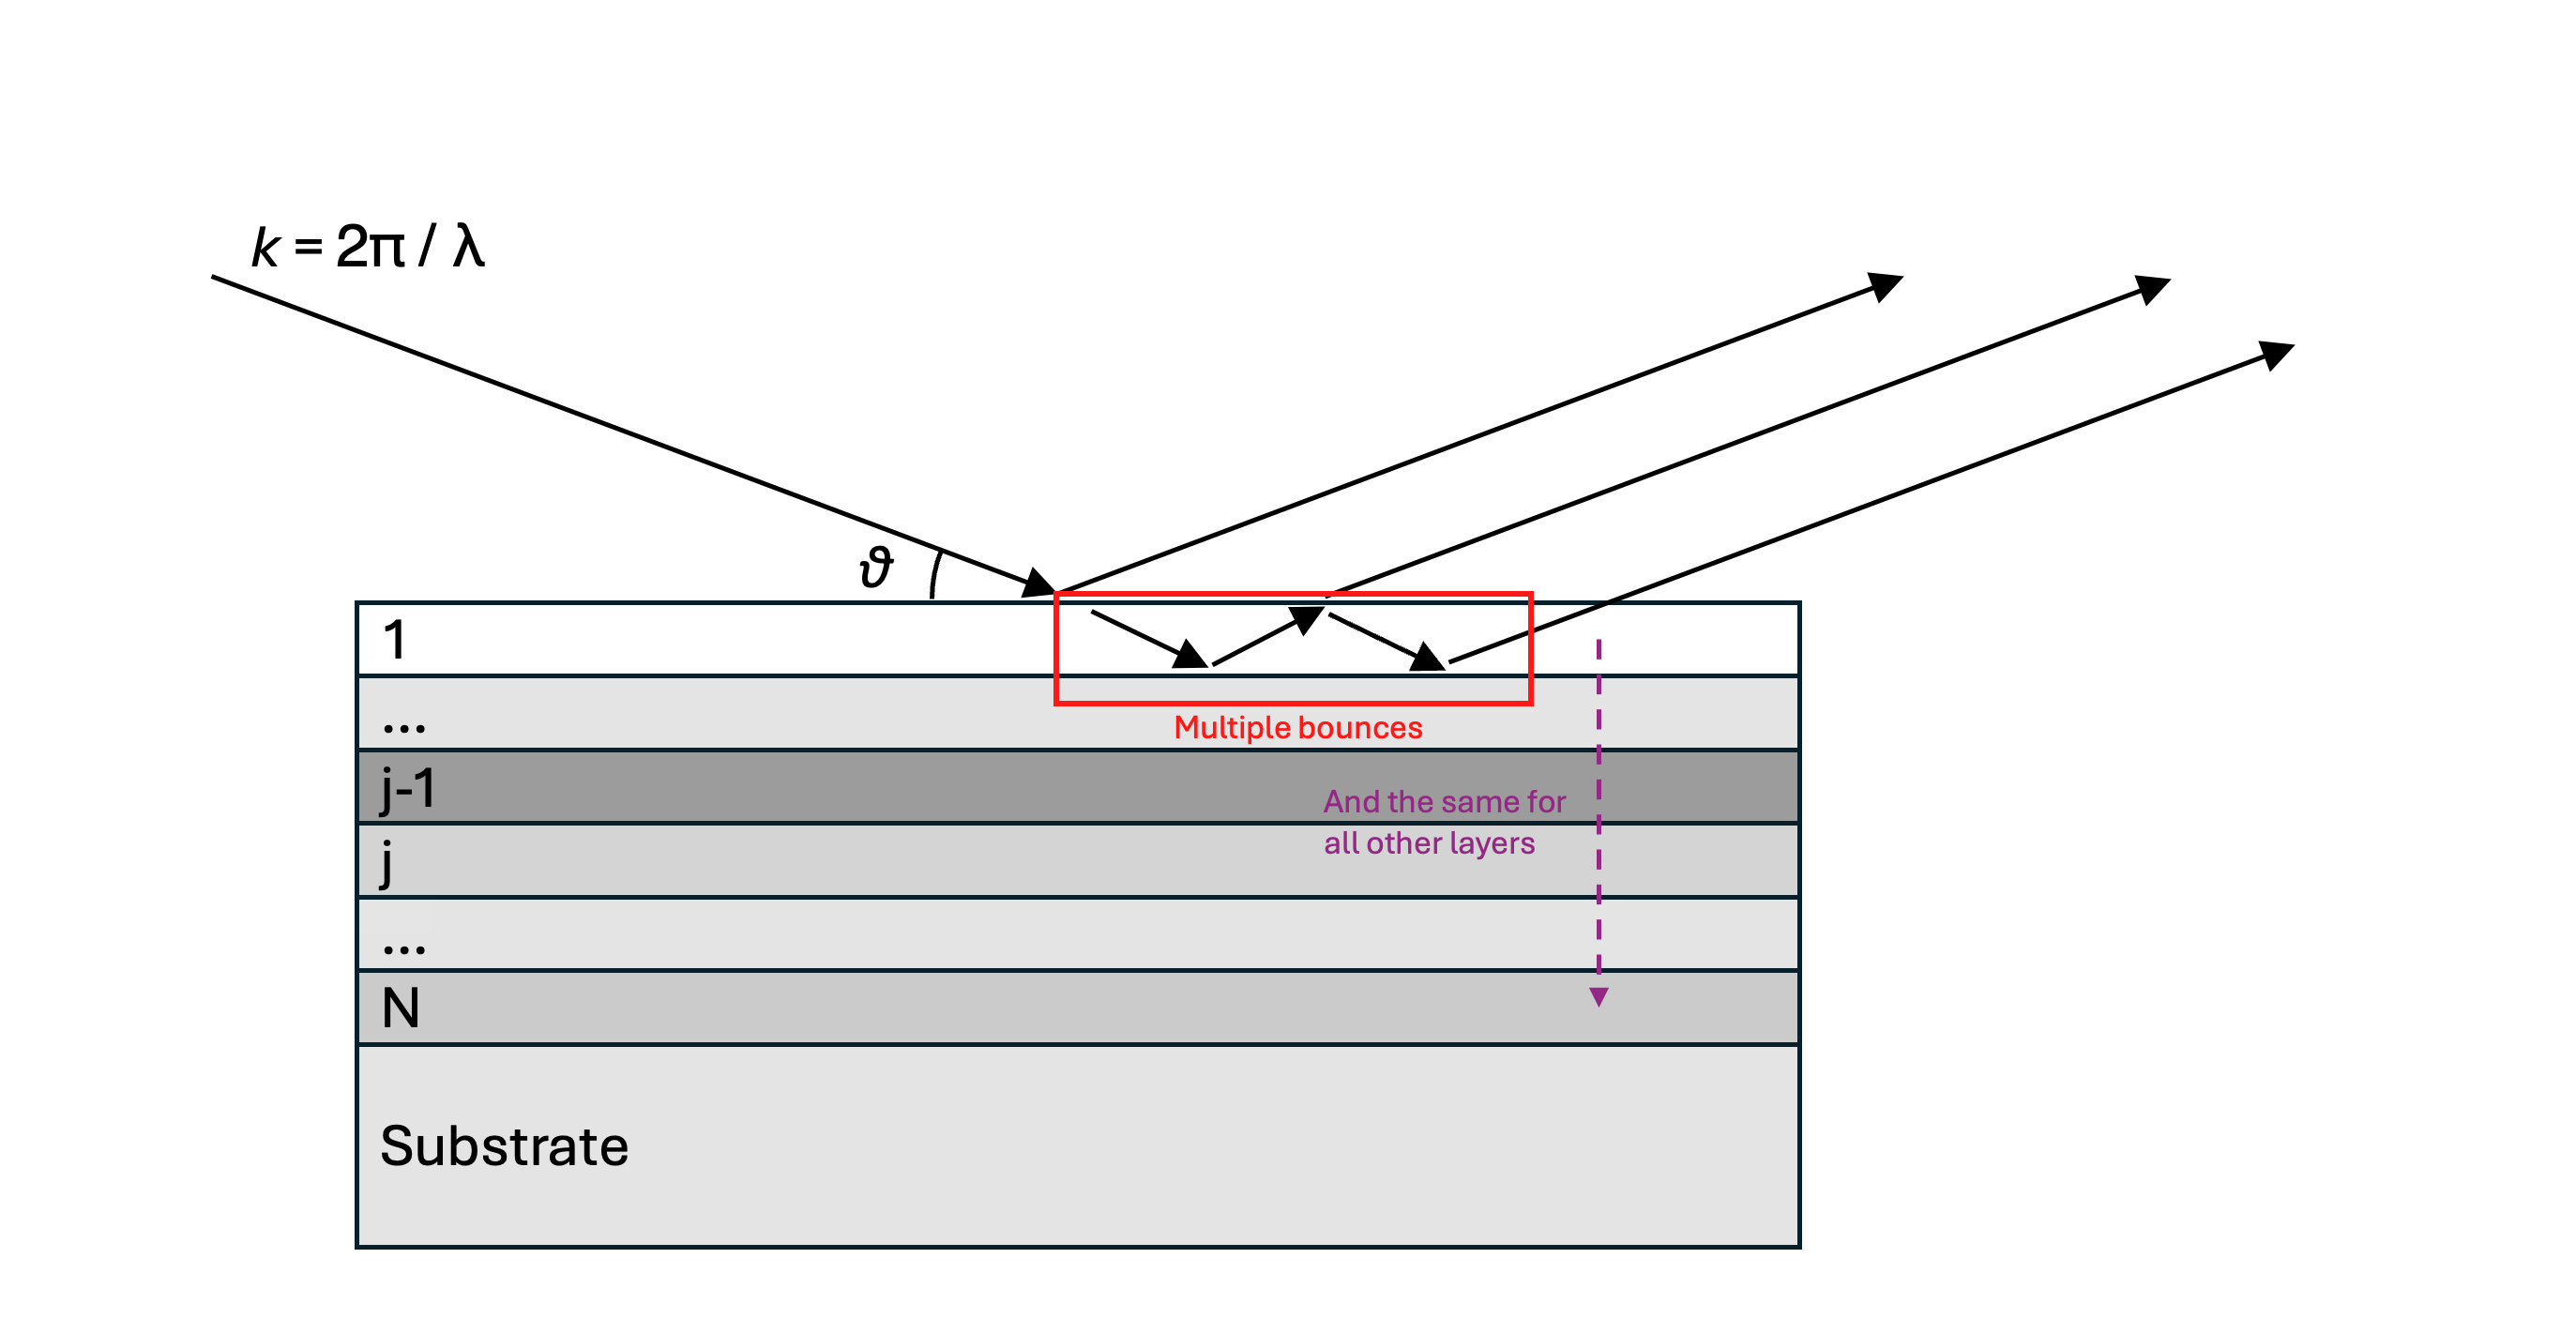 k = 2π / λ
ϑ
1
...
Multiple bounces
j-1
And the same for
all other layers
j
...
N
Substrate